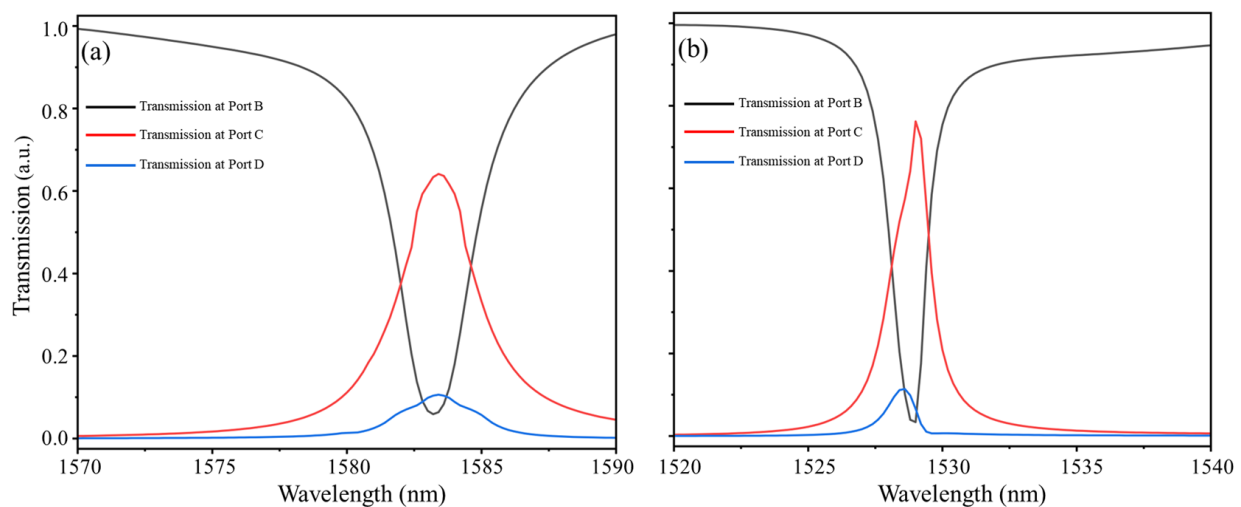 (a)
Transmission at Port B
Transmission at Port C
Transmission at Port D
Transmission (a.u.)
1.0
0.8
0.6
0.4
0.2
0.0
1570
1575
1580
1585
1590
Wavelength (nm)
(b)
Transmission at Port B
Transmission at Port C
Transmission at Port D
1520
1525
1530
1535
1540
Wavelength (nm)